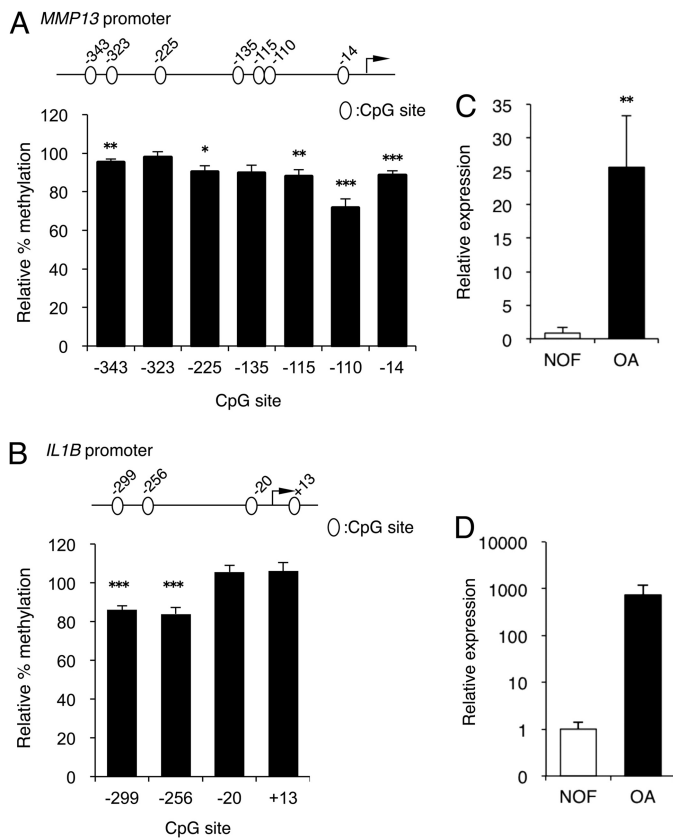 A MMP13 promoter
-343 -323 -225 -135 -115 -110 -14
:CpG site
Relative % methylation
120
100
80
60
40
20
0
** * ** *** ***
-343 -323 -225 -135 -115 -110 -14
CpG site
C
Relative expression
35
30
25
20
15
10
5
0
**
NOF OA
B IL1B promoter
-299 -256 -20 +13
:CpG site
Relative % methylation
120
100
80
60
40
20
0
*** ***
-299 -256 -20 +13
CpG site
D
Relative expression
10000
1000
100
10
1
0
NOF OA